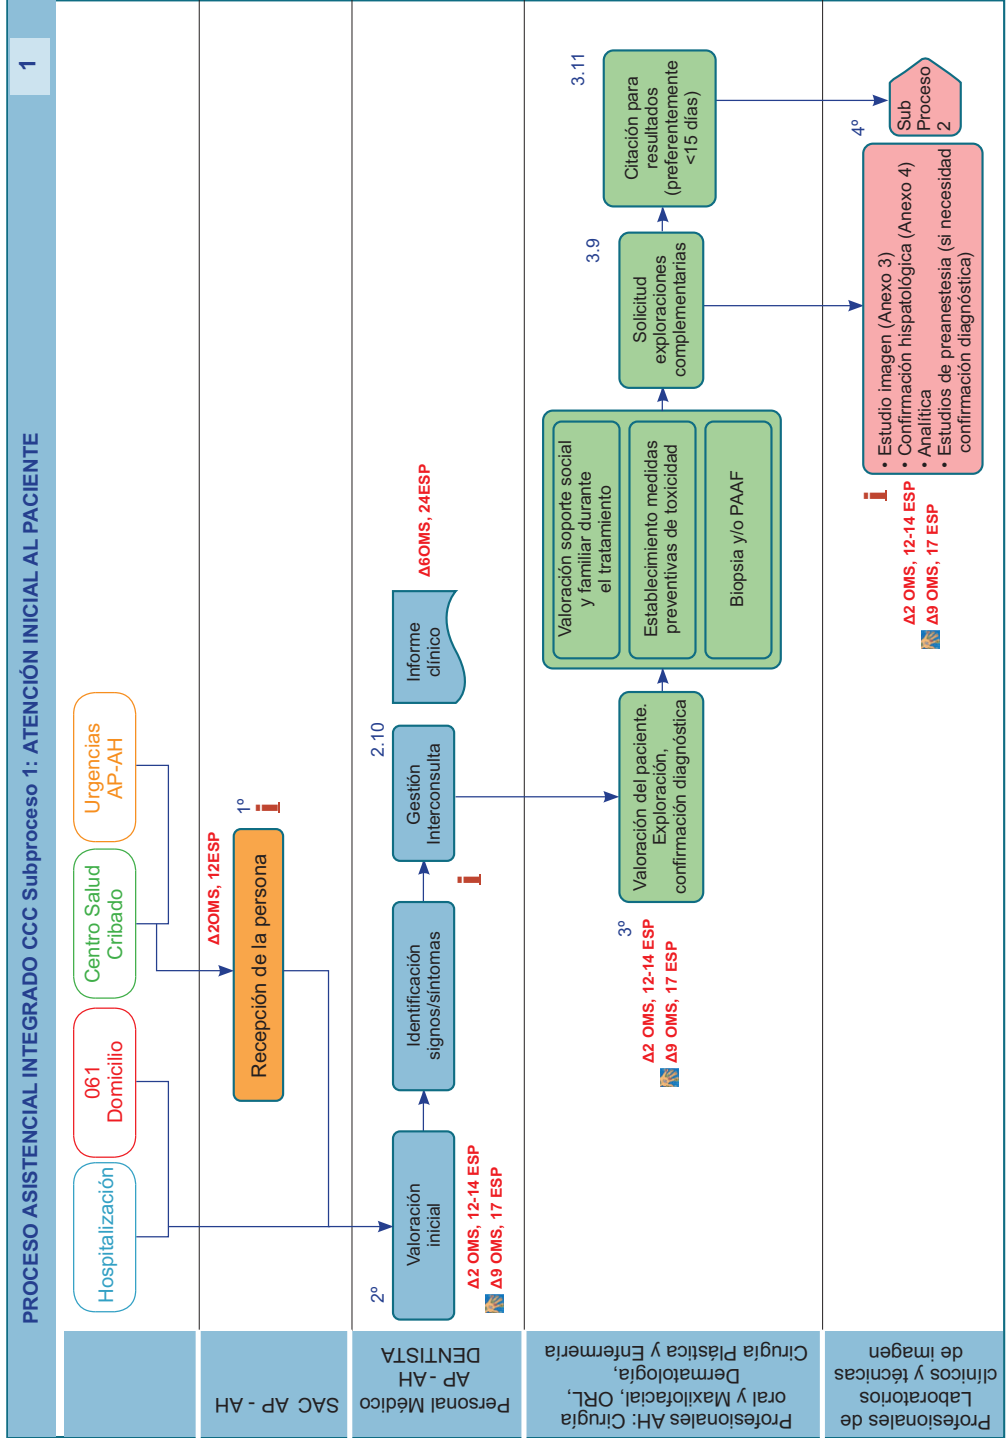 PROCESO ASISTENCIAL INTEGRADO CCC Subproceso 1: ATENCIÓN INICIAL AL PACIENTE
1
Hospitalización
061
Domicilio
Centro Salud
Cribado
Urgencias
AP-AH
SAC AP - AH
Δ2OMS, 12ESP
1º
Recepción de la persona
Personal Médico
AP - AH
DENTISTA
2º
Valoración
inicial
Δ2 OMS, 12-14 ESP
Δ9 OMS, 17 ESP
Identificación
signos/síntomas
2.10
Gestión
Interconsulta
Informe
clínico
Δ6OMS, 24ESP
Profesionales AH: Cirugía
oral y Maxilofacial, ORL,
Dermatología,
Cirugía Plástica y Enfermería
3º
Valoración del paciente.
Exploración,
confirmación diagnóstica
Δ2 OMS, 12-14 ESP
Δ9 OMS, 17 ESP
Valoración soporte social
y familiar durante
el tratamiento
Establecimiento medidas
preventivas de toxicidad
Biopsia y/o PAAF
3.9
Solicitud
exploraciones
complementarias
3.11
Citación para
resultados
(preferentemente
<15 días)
Profesionales de
Laboratorios
clínicos y técnicas
de imagen
4º
• Estudio imagen (Anexo 3)
• Confirmación hispatológica (Anexo 4)
• Analítica
• Estudios de preanestesia (si necesidad
confirmación diagnóstica)
Δ2 OMS, 12-14 ESP
Δ9 OMS, 17 ESP
Sub
Proceso
2